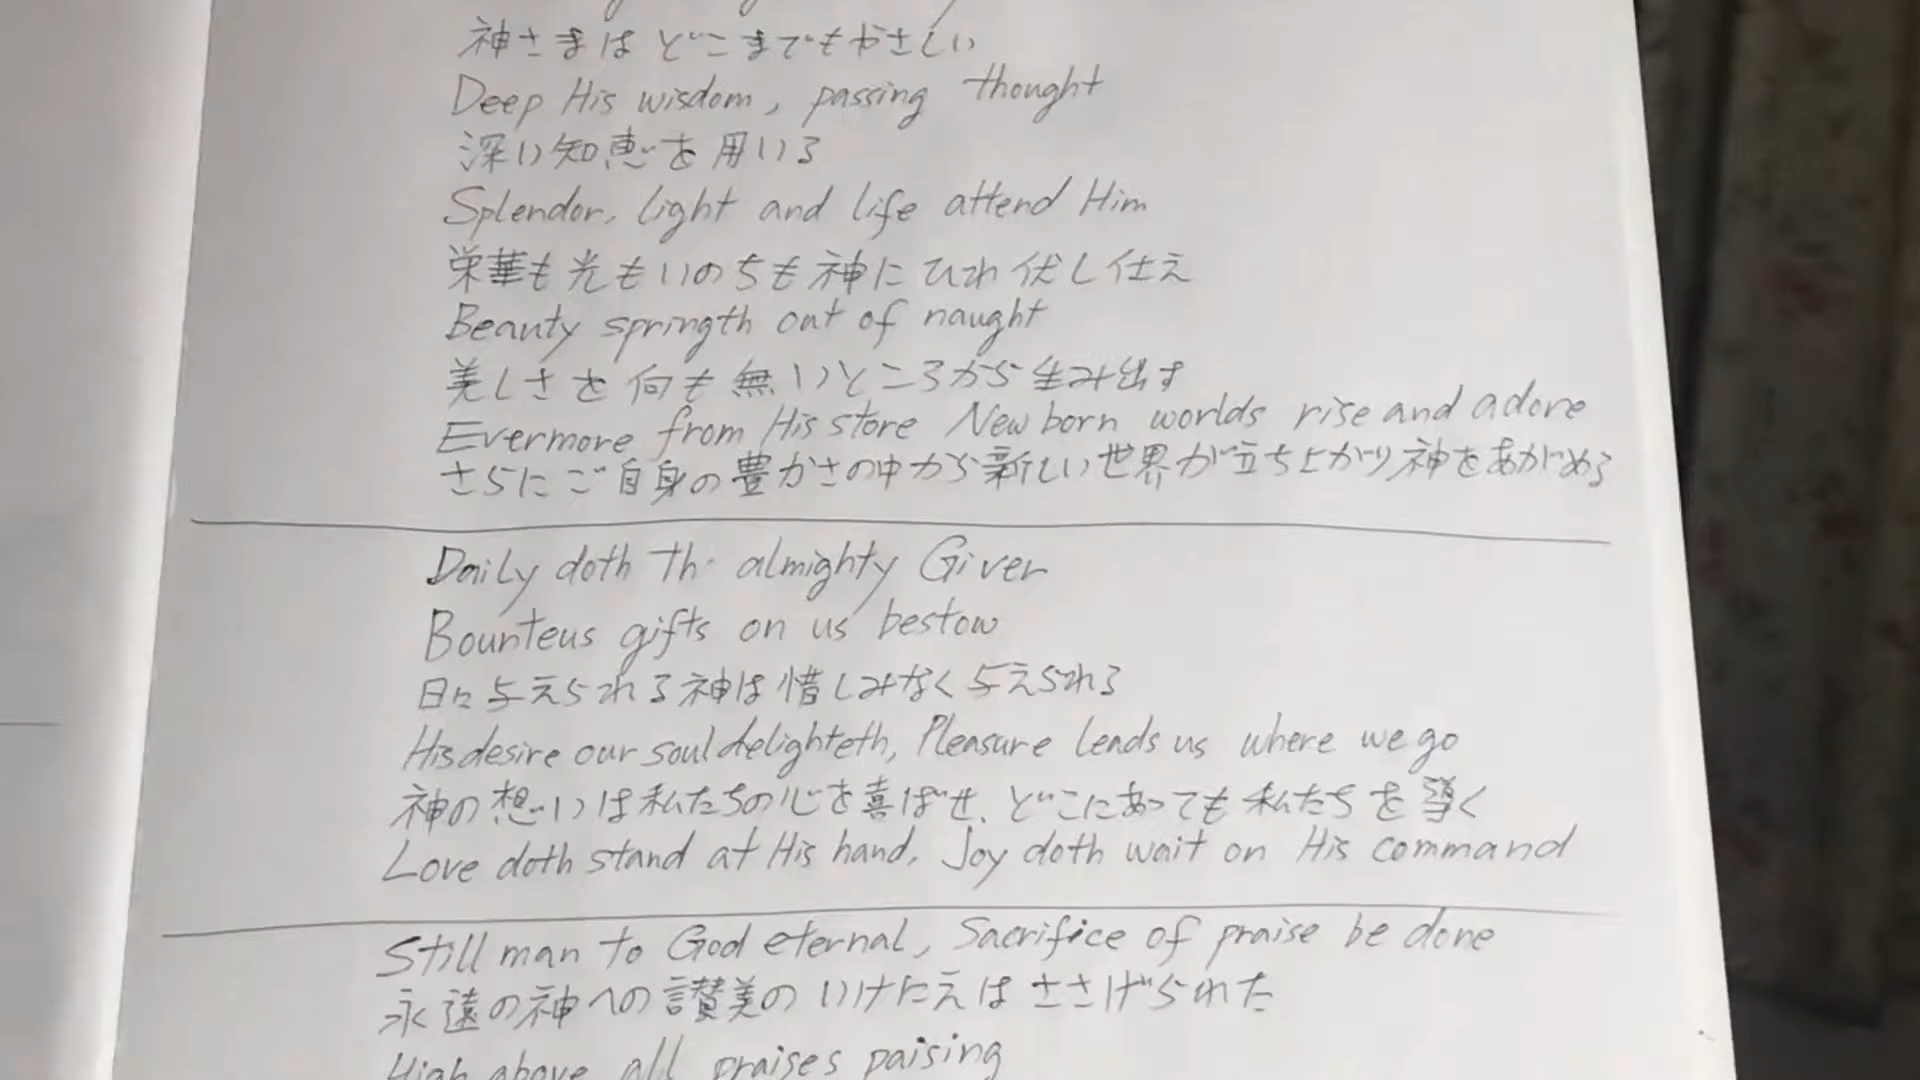 神さまは どこまでもやさしい
Deep His wisdom, passing thought
深い知恵を用いる
Splendor, light and life attend Him
栄華も光もいのちも神にひれ伏し仕え
Beauty springth out of naught
美しさを何も無いところから生み出す
Evermore from His store New born worlds rise and adore
さらにご自身の豊かさの中から新しい世界が立ち上がり神をあがめる
Daily doth th. almighty Giver
Bounteus gifts on us bestow
日々与えられる神は惜しみなく与えられる
His desire our soul delighteth, Pleasure leads us where we go
神の想いは私たちの心を喜ばせ、どこにあっても私たちを導く
Love doth stand at His hand, Joy doth wait on His command
Still man to God eternal, Sacrifice of praise be done
永遠の神への讃美のいけにえはささげられた
High above all praises paising